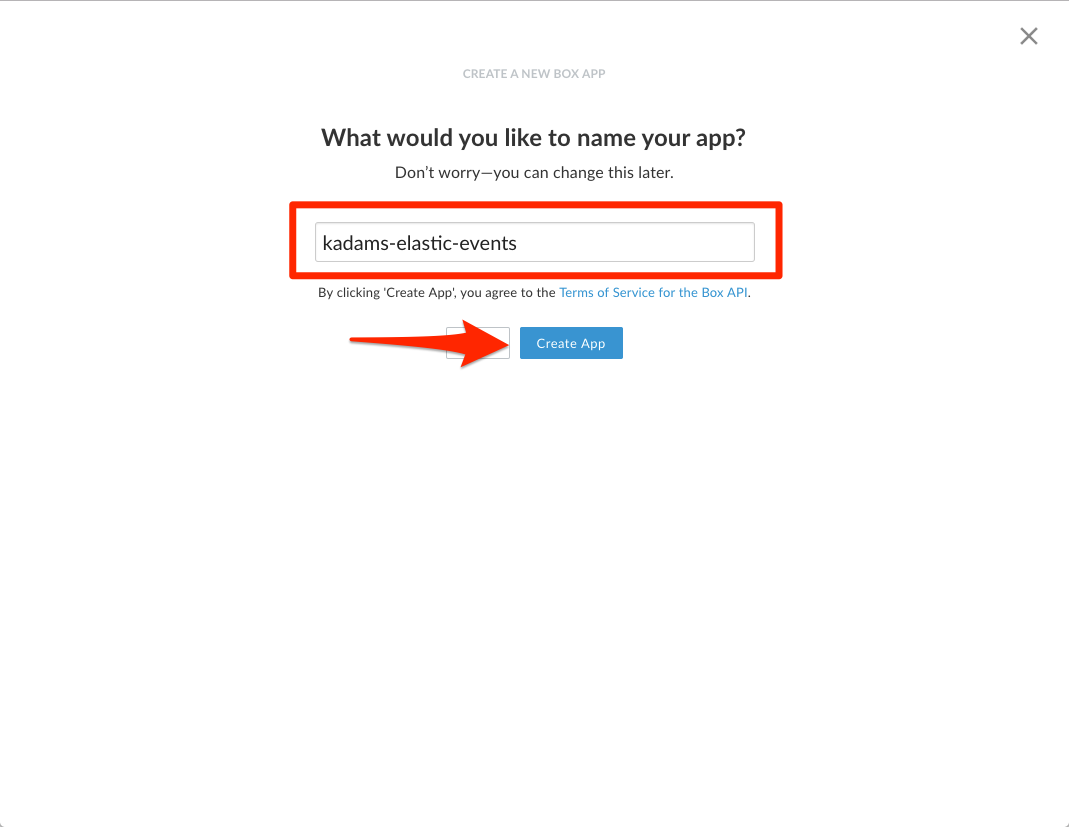 CREATE A NEW BOX APP
What would you like to name your app?
Don't worry—you can change this later.
kadams-elastic-events
By clicking 'Create App', you agree to the Terms of Service for the Box API.
Create App